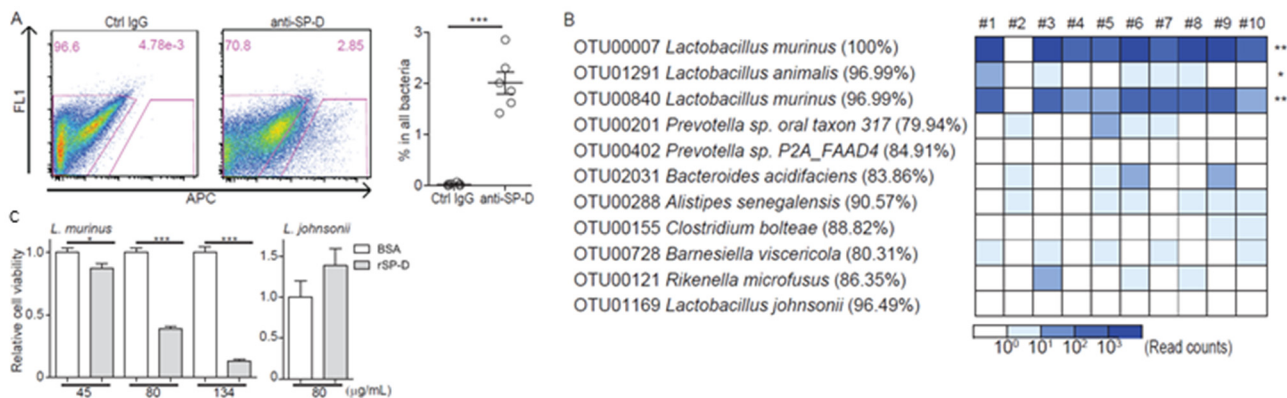 A
Ctrl IgG
anti-SP-D
96.6
4.78e-3
70.8
2.85
FL1
APC
***
% in all bacteria
3
2
1
0
Ctrl IgG anti-SP-D
B
#1 #2 #3 #4 #5 #6 #7 #8 #9 #10
OTU00007 Lactobacillus murinus (100%) **
OTU01291 Lactobacillus animalis (96.99%) *
OTU00840 Lactobacillus murinus (96.99%) **
OTU00201 Prevotella sp. oral taxon 317 (79.94%)
OTU00402 Prevotella sp. P2A_FAAD4 (84.91%)
OTU02031 Bacteroides acidifaciens (83.86%)
OTU00288 Alistipes senegalensis (90.57%)
OTU00155 Clostridium bolteae (88.82%)
OTU00728 Barnesiella viscericola (80.31%)
OTU00121 Rikenella microfusus (86.35%)
OTU01169 Lactobacillus johnsonii (96.49%)
10⁰ 10¹ 10² 10³ (Read counts)
C
L. murinus
L. johnsonii
* *** ***
BSA
rSP-D
Relative cell viability
1.0
0.5
0
1.5
1.0
0.5
0
45 80 134 80 (μg/mL)